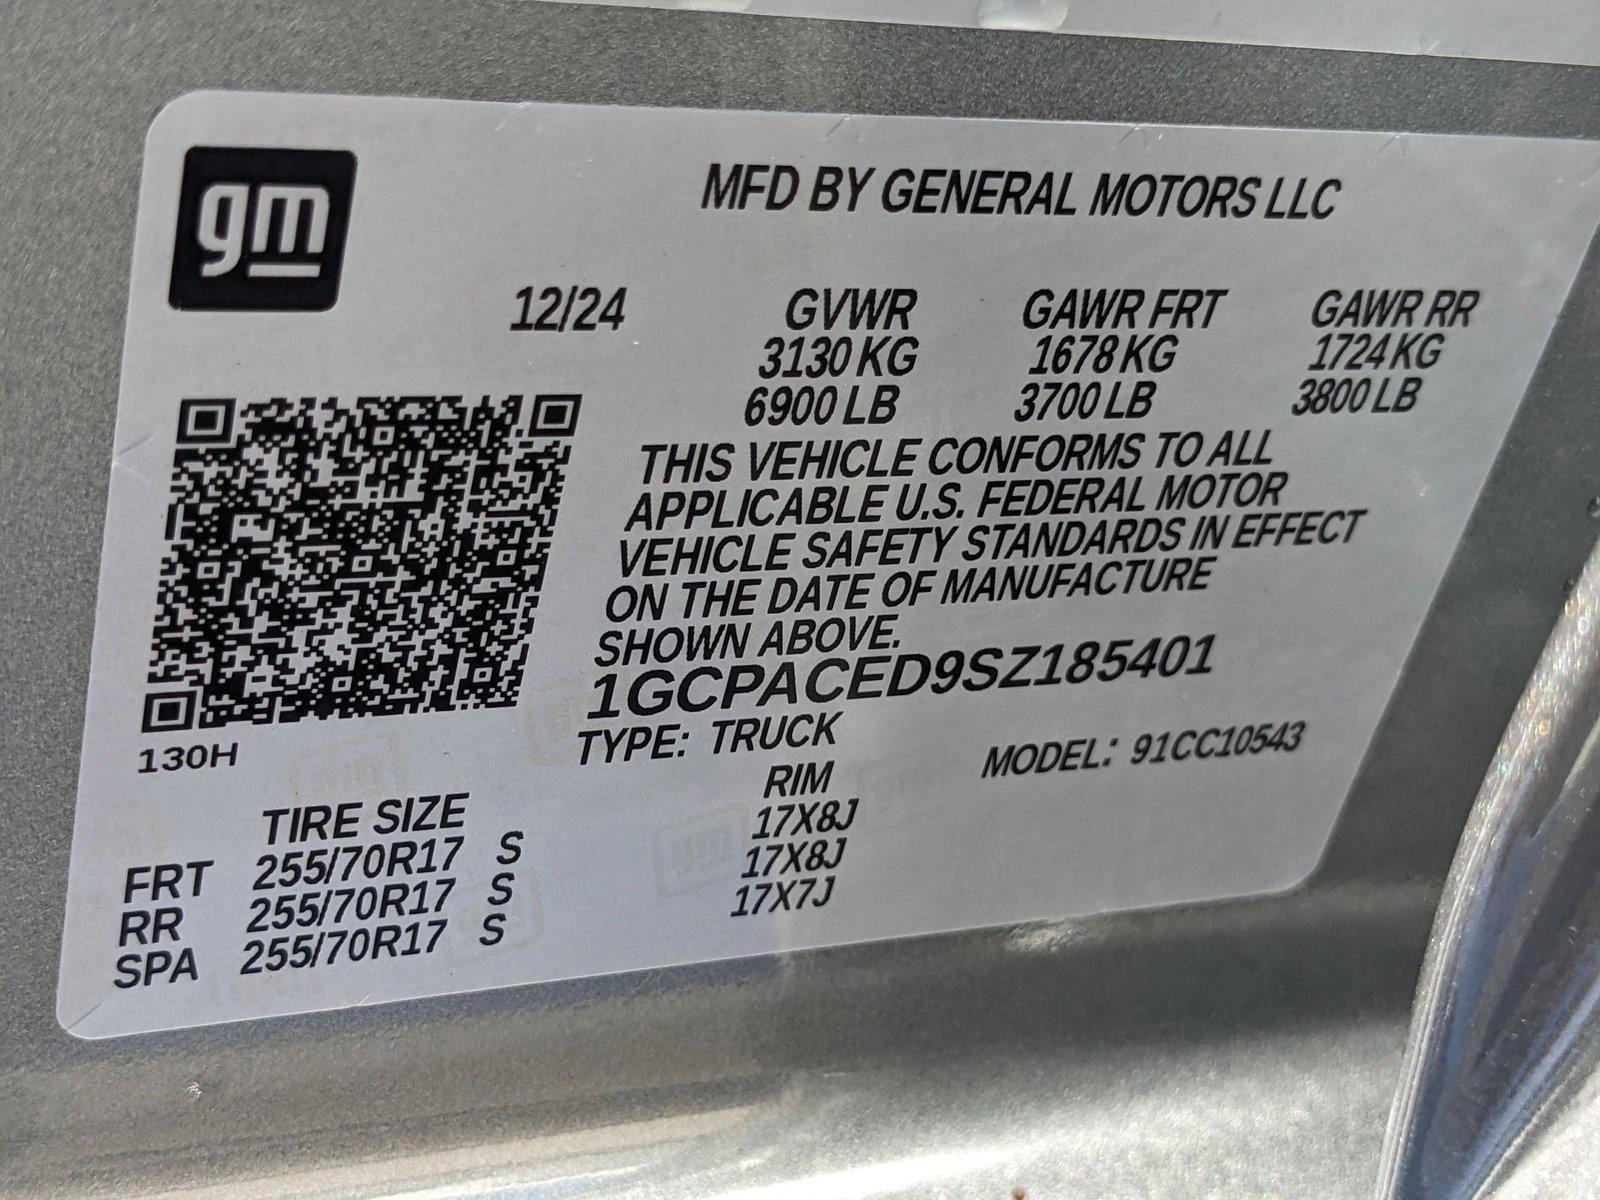 gm
MFD BY GENERAL MOTORS LLC
12/24 GVWR GAWR FRT GAWR RR
3130 KG 1678 KG 1724 KG
6900 LB 3700 LB 3800 LB
THIS VEHICLE CONFORMS TO ALL
APPLICABLE U.S. FEDERAL MOTOR
VEHICLE SAFETY STANDARDS IN EFFECT
ON THE DATE OF MANUFACTURE
SHOWN ABOVE.
1GCPACED9SZ185401
130H
TYPE: TRUCK MODEL: 91CC10543
TIRE SIZE RIM
FRT 255/70R17 S 17X8J
RR 255/70R17 S 17X8J
SPA 255/70R17 S 17X7J